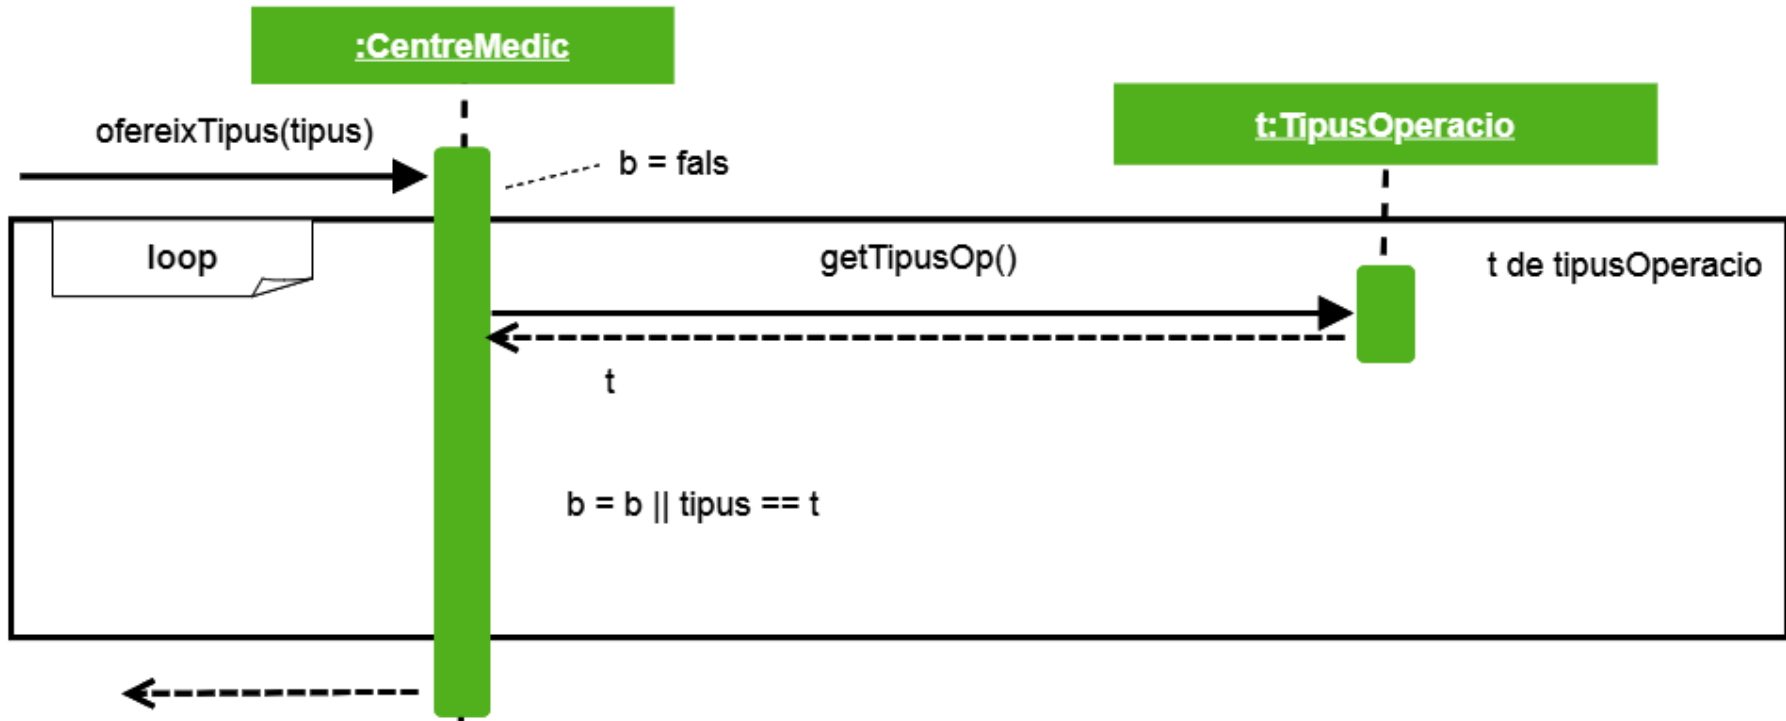 :CentreMedic
t:TipusOperacio
ofereixTipus(tipus)
b = fals
loop
getTipusOp()
t de tipusOperacio
t
b = b || tipus == t